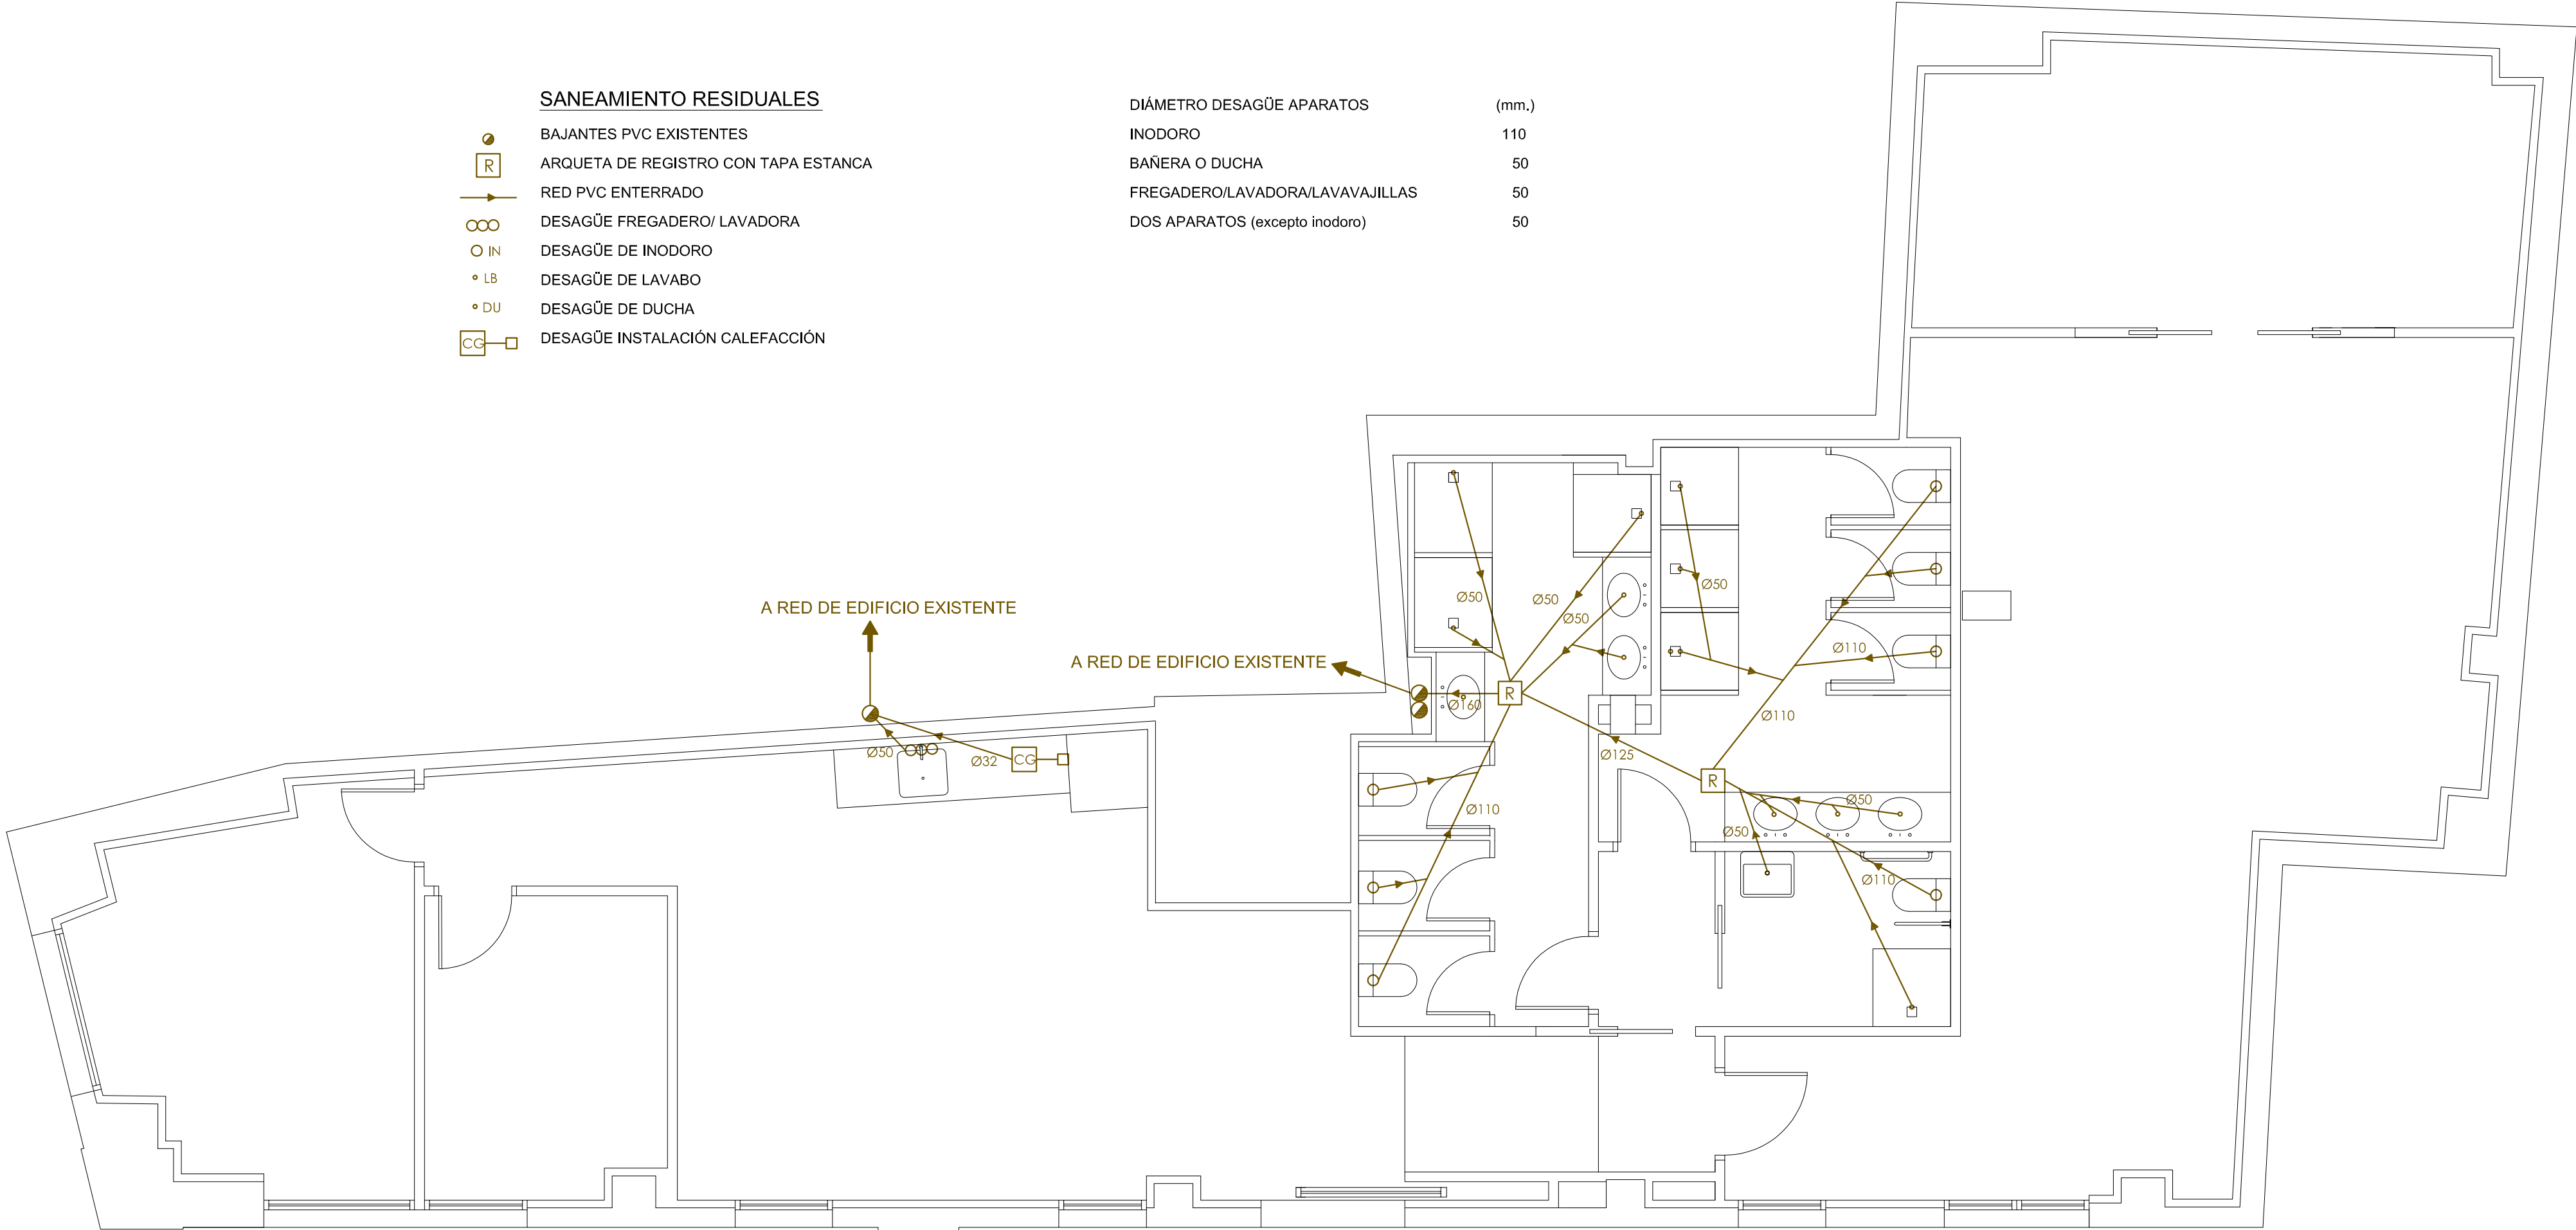 SANEAMIENTO RESIDUALES
BAJANTES PVC EXISTENTES
R ARQUETA DE REGISTRO CON TAPA ESTANCA
RED PVC ENTERRADO
DESAGÜE FREGADERO/ LAVADORA
IN DESAGÜE DE INODORO
LB DESAGÜE DE LAVABO
DU DESAGÜE DE DUCHA
CG DESAGÜE INSTALACIÓN CALEFACCIÓN
DIÁMETRO DESAGÜE APARATOS (mm.)
INODORO 110
BAÑERA O DUCHA 50
FREGADERO/LAVADORA/LAVAVAJILLAS 50
DOS APARATOS (excepto inodoro) 50
A RED DE EDIFICIO EXISTENTE
Ø50
Ø32
CG
A RED DE EDIFICIO EXISTENTE
Ø50
Ø50
Ø50
Ø50
Ø110
Ø160
R
Ø110
Ø125
R
Ø50
Ø50
Ø110
Ø110